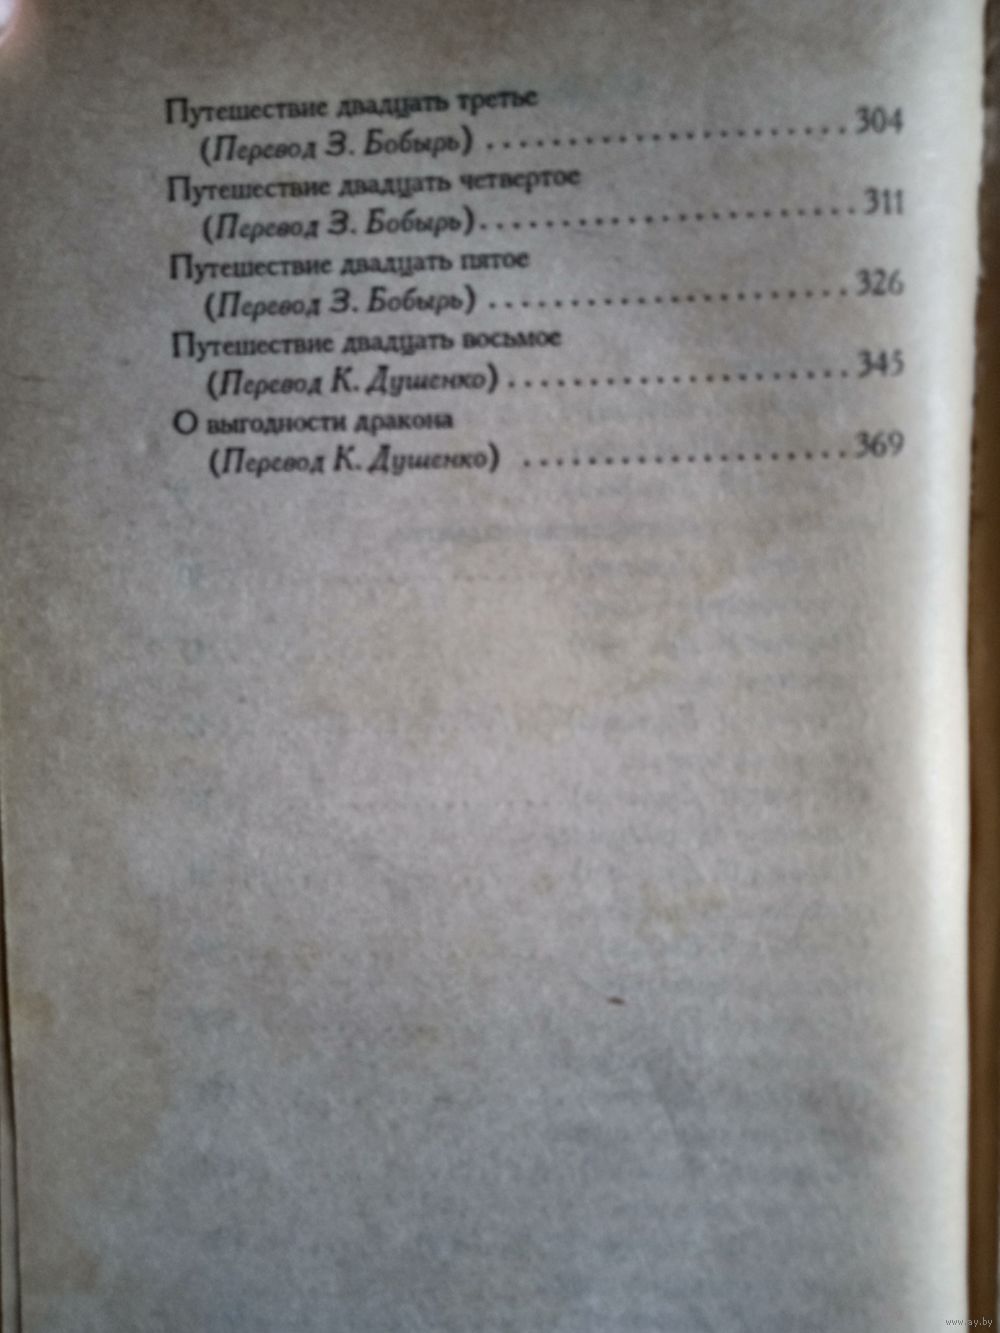 Путешествие двадцать третье
(Перевод З. Бобырь) . . . . . . . . . . . . . . . . . . . . . . . 304
Путешествие двадцать четвертое
(Перевод З. Бобырь). . . . . . . . . . . . . . . . . . . . . . . . 311
Путешествие двадцать пятое
(Перевод З. Бобырь) . . . . . . . . . . . . . . . . . . . . . . . 326
Путешествие двадцать восьмое
(Перевод К. Душенко) . . . . . . . . . . . . . . . . . . . . . . 345
О выгодности дракона
(Перевод К. Душенко) . . . . . . . . . . . . . . . . . . . . . 369
www.ay.by